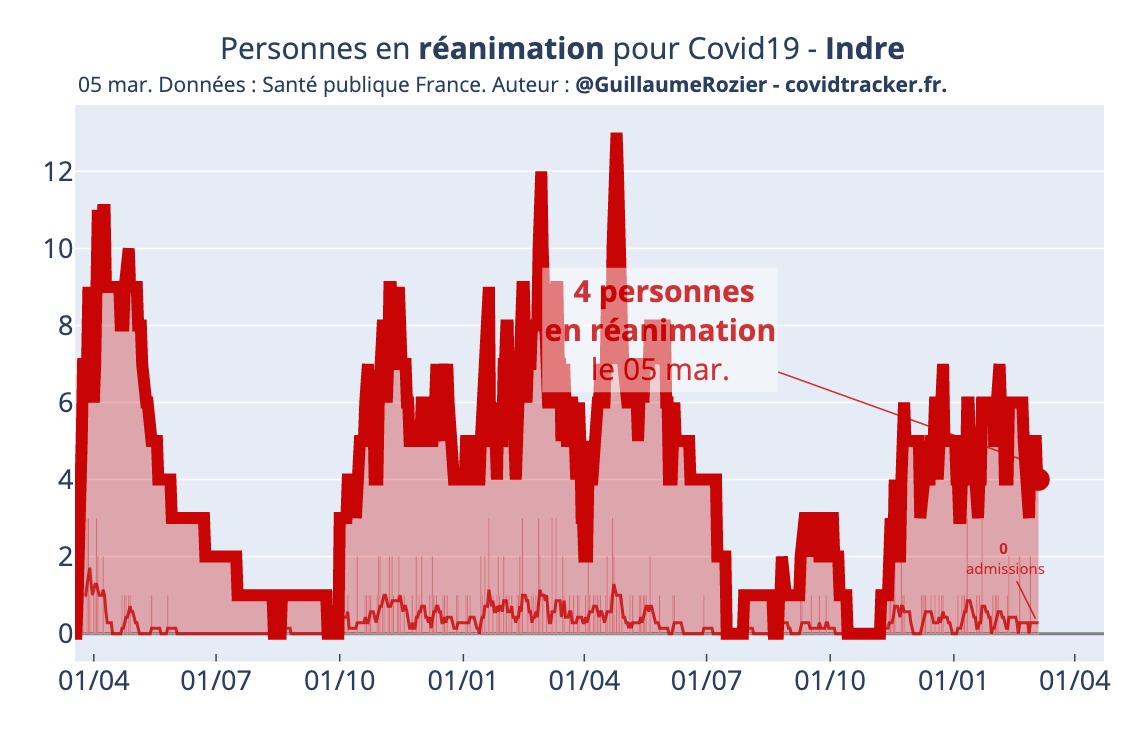 Personnes en réanimation pour Covid19 - Indre
05 mar. Données : Santé publique France. Auteur : @GuillaumeRozier - covidtracker.fr.
12
10
8
6
4
2
0
4 personnes
en réanimation
le 05 mar.
0
admissions
01/04 01/07 01/10 01/01 01/04 01/07 01/10 01/01 01/04